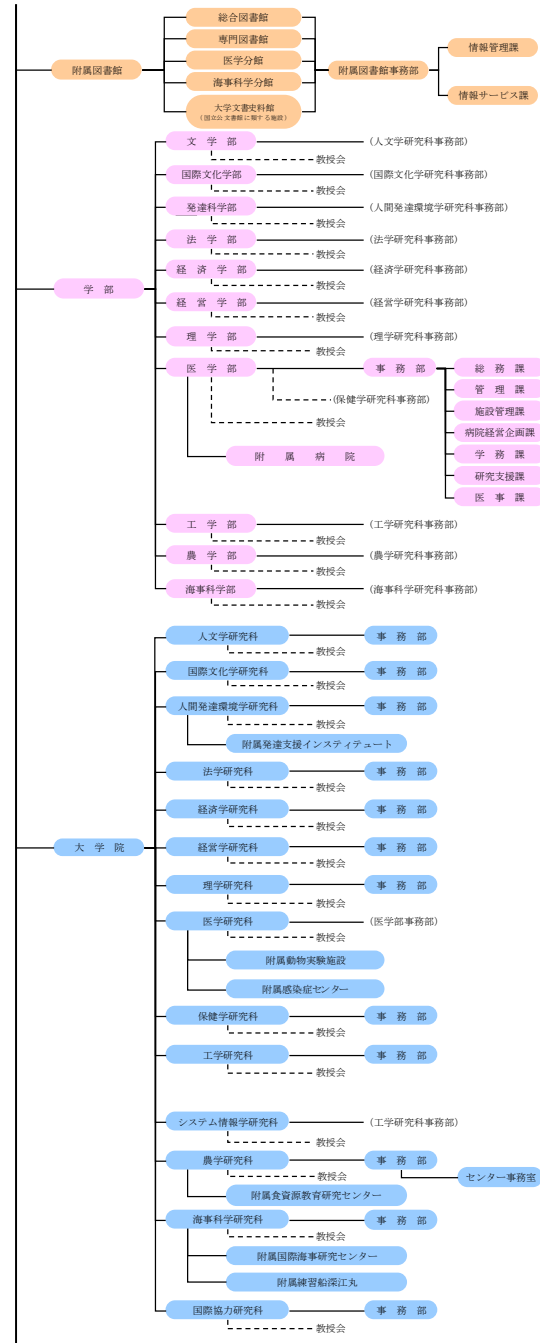 総合図書館
専門図書館
医学分館
海事科学分館
大学文書史料館
(国立公文書館に類する施設)
附属図書館
附属図書館事務部
情報管理課
情報サービス課
学 部
文 学 部
(人文学研究科事務部)
教授会
国際文化学部
(国際文化学研究科事務部)
教授会
発達科学部
(人間発達環境学研究科事務部)
教授会
法 学 部
(法学研究科事務部)
教授会
経 済 学 部
(経済学研究科事務部)
教授会
経 営 学 部
(経営学研究科事務部)
教授会
理 学 部
(理学研究科事務部)
教授会
医 学 部
事 務 部
総 務 課
管 理 課
施設管理課
病院経営企画課
学 務 課
研究支援課
医 事 課
(保健学研究科事務部)
教授会
附 属 病 院
工 学 部
(工学研究科事務部)
教授会
農 学 部
(農学研究科事務部)
教授会
海事科学部
(海事科学研究科事務部)
教授会
大 学 院
人文学研究科
事 務 部
教授会
国際文化学研究科
事 務 部
教授会
人間発達環境学研究科
事 務 部
教授会
附属発達支援インスティテュート
法学研究科
事 務 部
教授会
経済学研究科
事 務 部
教授会
経営学研究科
事 務 部
教授会
理学研究科
事 務 部
教授会
医学研究科
(医学部事務部)
教授会
附属動物実験施設
附属感染症センター
保健学研究科
事 務 部
教授会
工学研究科
事 務 部
教授会
システム情報学研究科
(工学研究科事務部)
教授会
農学研究科
事 務 部
教授会
センター事務室
附属食資源教育研究センター
海事科学研究科
事 務 部
教授会
附属国際海事研究センター
附属練習船深江丸
国際協力研究科
事 務 部
教授会